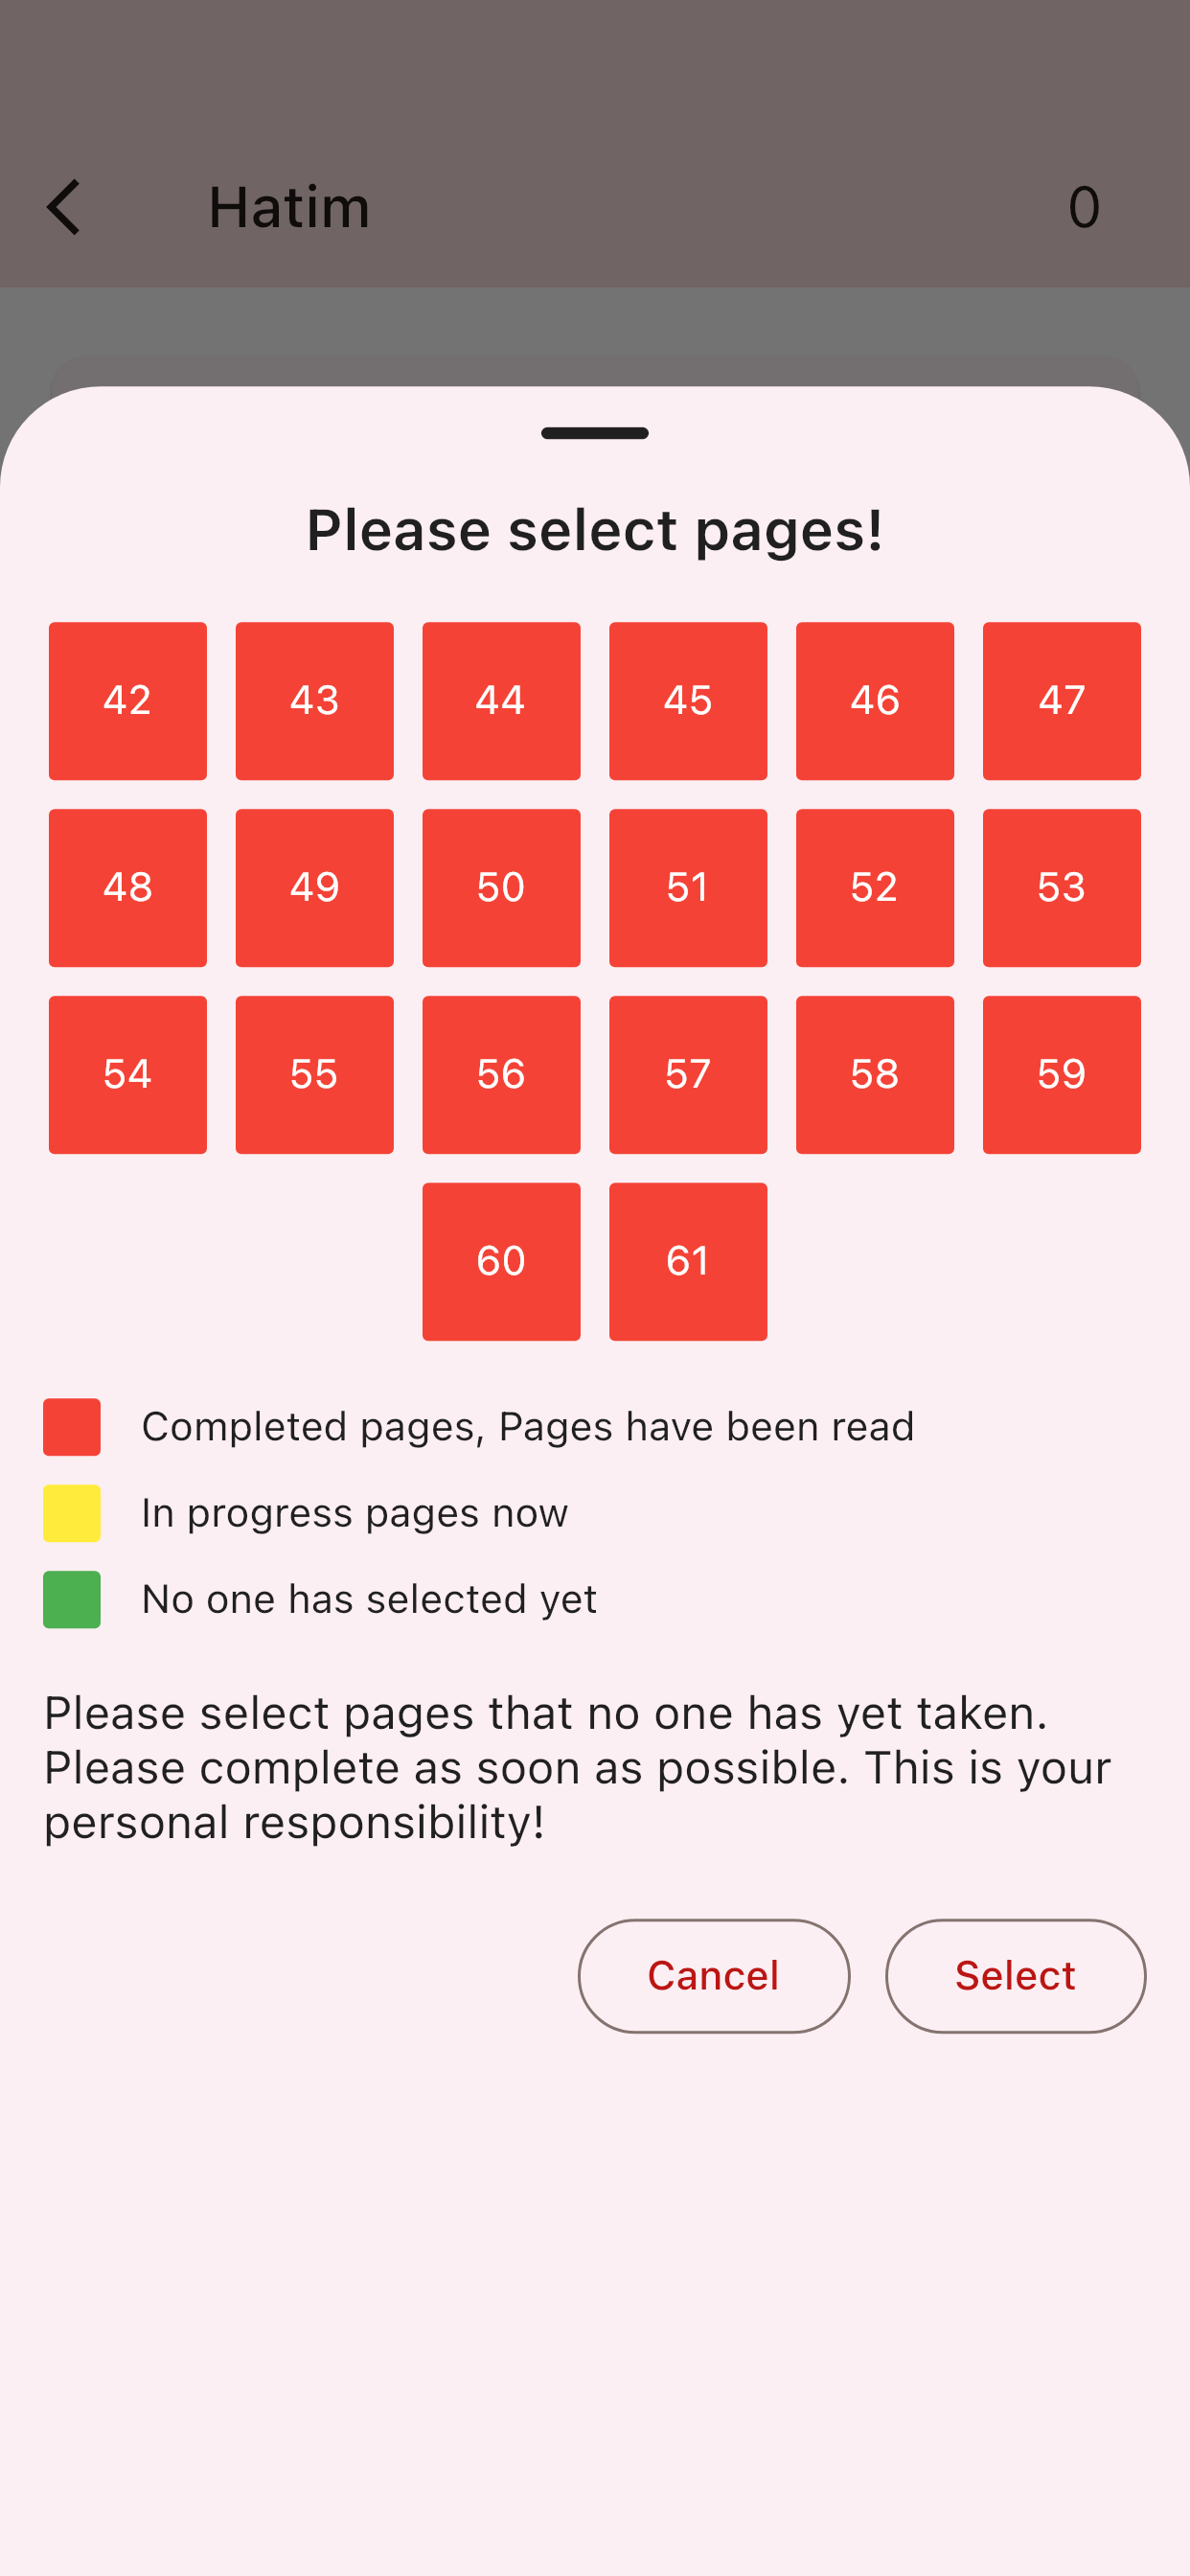 Hatim 0
Please select pages!
42 43 44 45 46 47
48 49 50 51 52 53
54 55 56 57 58 59
60 61
Completed pages, Pages have been read
In progress pages now
No one has selected yet
Please select pages that no one has yet taken.
Please complete as soon as possible. This is your
personal responsibility!
Cancel Select